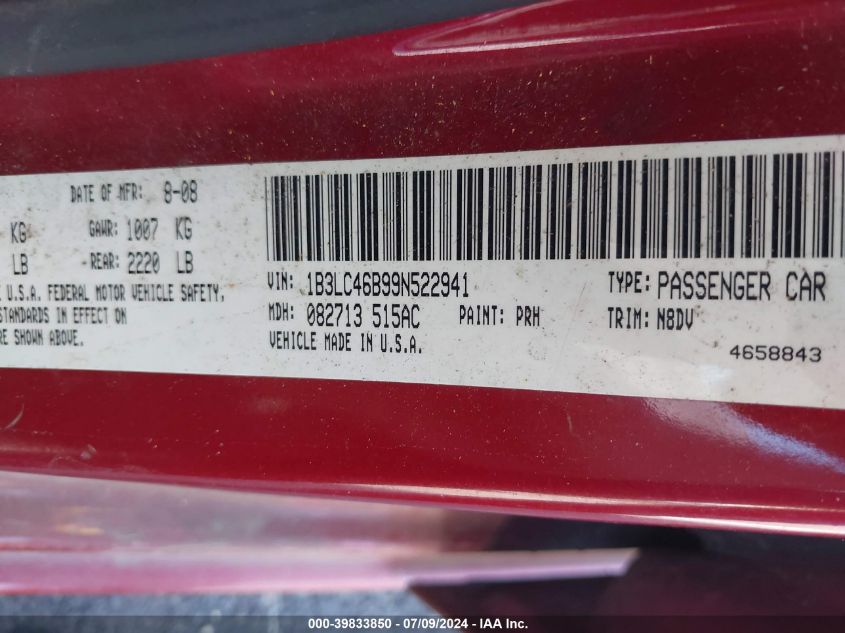 DATE OF MFR: 8-08
KG GAWR: 1007 KG
LB REAR: 2220 LB
U.S.A. FEDERAL MOTOR VEHICLE SAFETY,
STANDARDS IN EFFECT ON
SHOWN ABOVE.
VIN: 1B3LC46B99N522941 TYPE: PASSENGER CAR
MDH: 082713 515AC PAINT: PRH TRIM: N8DV
VEHICLE MADE IN U.S.A.
4658843
000-39833850 / 07/09/2024 - IAA Inc.